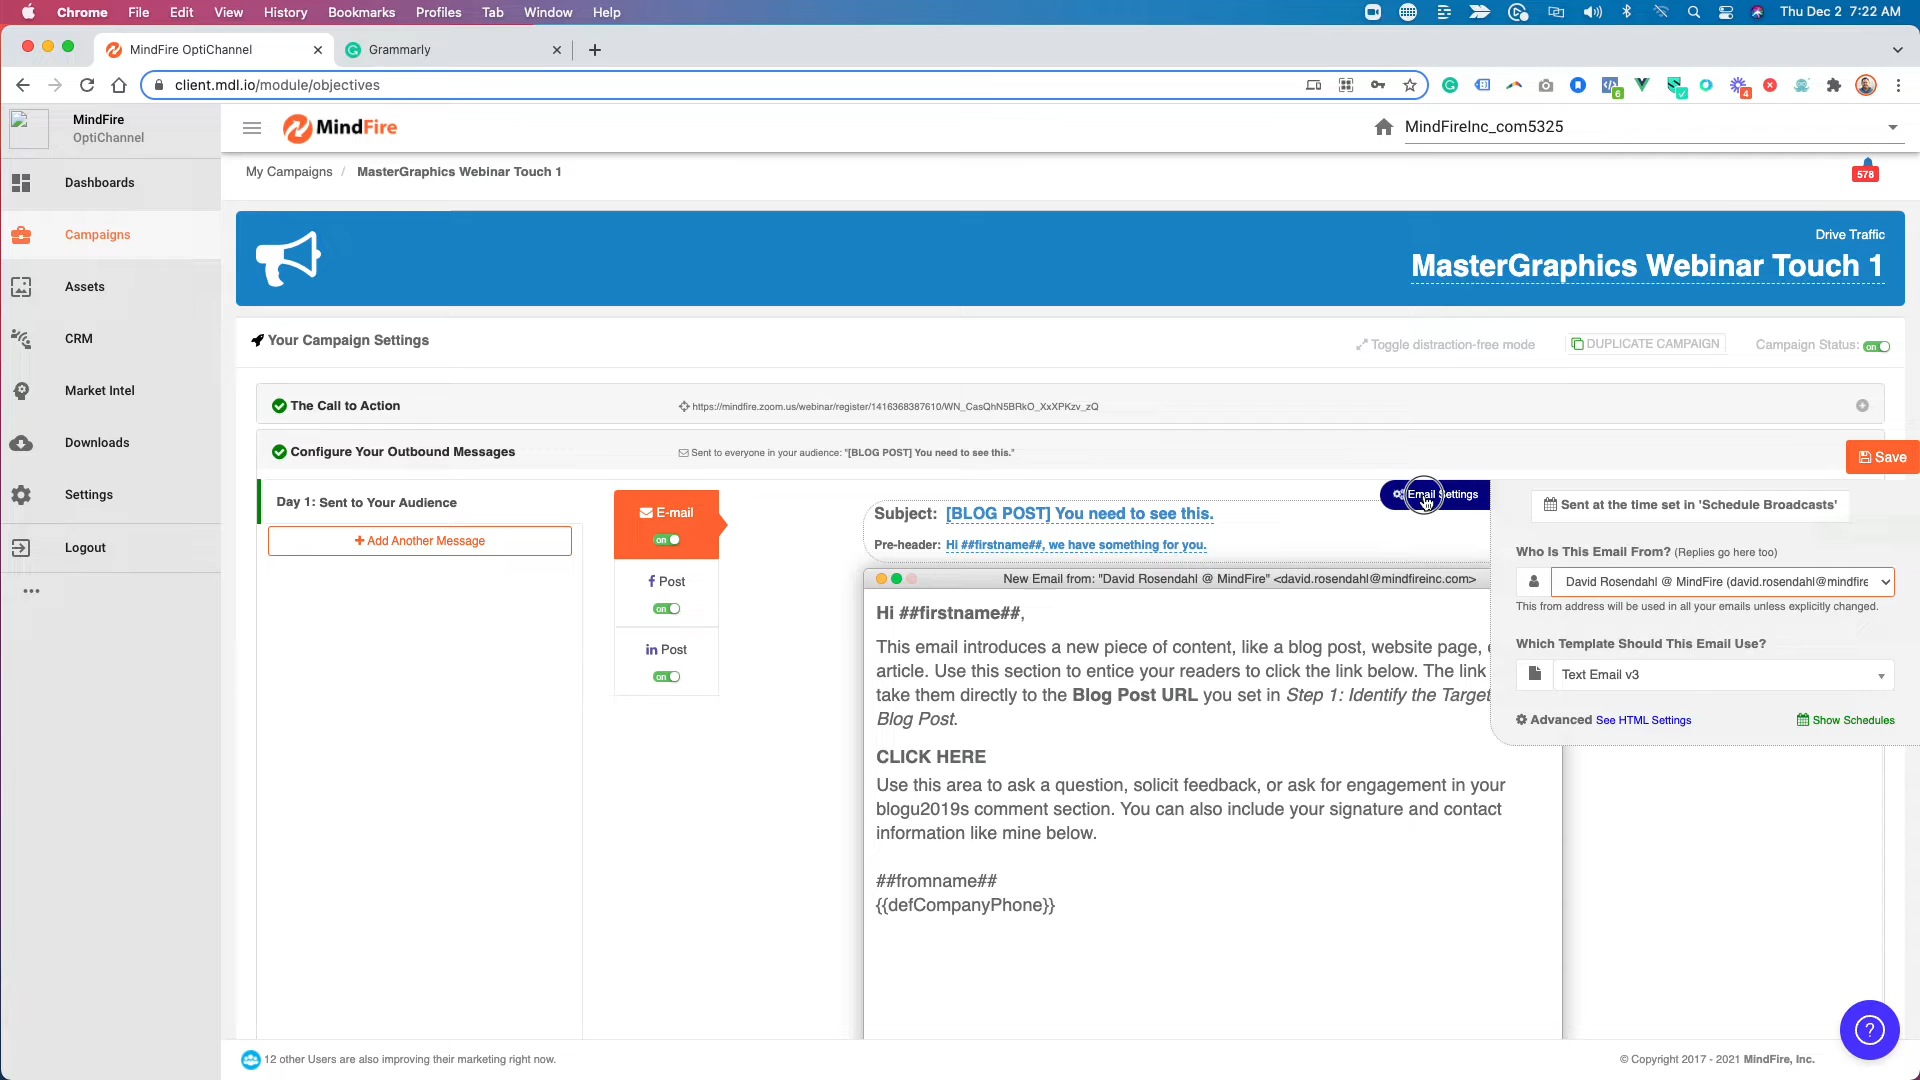 Chrome File Edit View History Bookmarks Profiles Tab Window Help
Thu Dec 2 7:22 AM
MindFire OptiChannel
Grammarly
client.mdl.io/module/objectives
6
4
MindFire
OptiChannel
MindFire
MindFireInc_com5325
Dashboards
Campaigns
Assets
CRM
Market Intel
Downloads
Settings
Logout
My Campaigns / MasterGraphics Webinar Touch 1
578
Drive Traffic
MasterGraphics Webinar Touch 1
Your Campaign Settings
Toggle distraction-free mode
DUPLICATE CAMPAIGN
Campaign Status: on
The Call to Action
https://mindfire.zoom.us/webinar/register/1416368387610/WN_CasQhN5BRkO_XxXPKzv_zQ
Configure Your Outbound Messages
Sent to everyone in your audience: "[BLOG POST] You need to see this."
Save
Day 1: Sent to Your Audience
+ Add Another Message
E-mail
on
Post
on
in Post
on
Email Settings
Subject: [BLOG POST] You need to see this.
Pre-header: Hi ##firstname##, we have something for you.
New Email from: "David Rosendahl @ MindFire" <david.rosendahl@mindfireinc.com>
Hi ##firstname##,
This email introduces a new piece of content, like a blog post, website page,
article. Use this section to entice your readers to click the link below. The link
take them directly to the Blog Post URL you set in Step 1: Identify the Target
Blog Post.
CLICK HERE
Use this area to ask a question, solicit feedback, or ask for engagement in your
blogu2019s comment section. You can also include your signature and contact
information like mine below.
##fromname##
{{defCompanyPhone}}
Sent at the time set in 'Schedule Broadcasts'
Who Is This Email From? (Replies go here too)
David Rosendahl @ MindFire (david.rosendahl@mindfire
This from address will be used in all your emails unless explicitly changed.
Which Template Should This Email Use?
Text Email v3
Advanced See HTML Settings
Show Schedules
12 other Users are also improving their marketing right now.
© Copyright 2017 - 2021 MindFire, Inc.